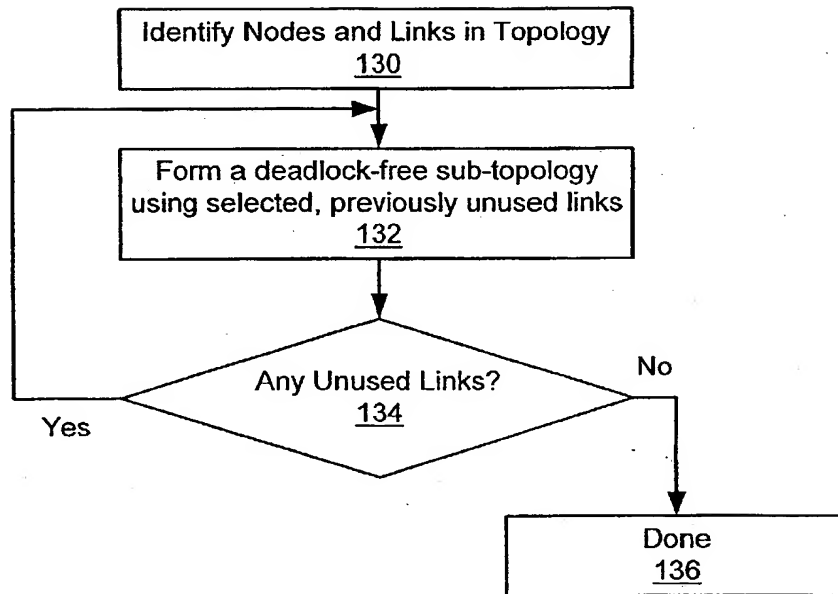 Identify Nodes and Links in Topology
130
Form a deadlock-free sub-topology
using selected, previously unused links
132
Any Unused Links?
134
No
Yes
Done
136